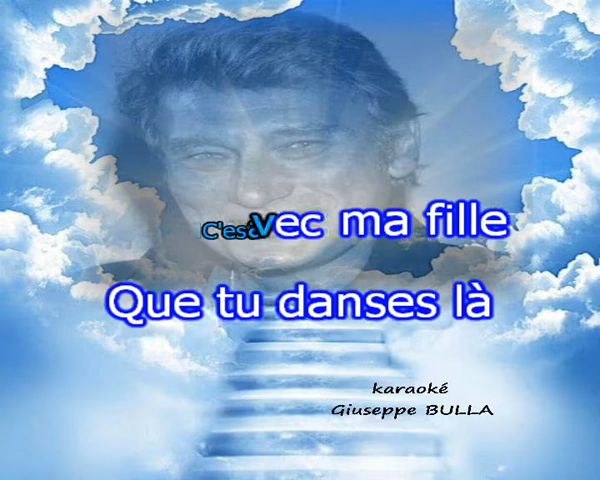 C'est avec ma fille
Que tu danses là
karaoké
Giuseppe BULLA